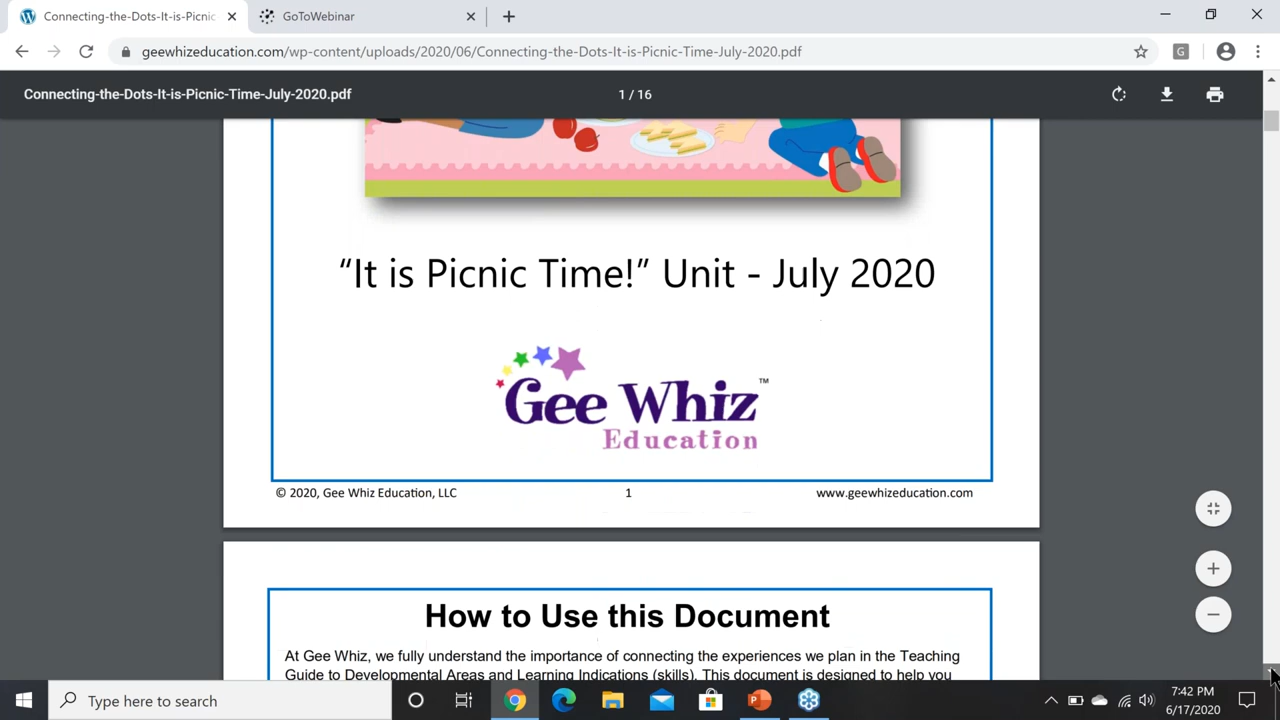 Connecting-the-Dots-It-is-Picnic
GoToWebinar
geewhizeducation.com/wp-content/uploads/2020/06/Connecting-the-Dots-It-is-Picnic-Time-July-2020.pdf
G
Connecting-the-Dots-It-is-Picnic-Time-July-2020.pdf
1 / 16
“It is Picnic Time!” Unit - July 2020
Gee Whiz ™
Education
© 2020, Gee Whiz Education, LLC
1
www.geewhizeducation.com
How to Use this Document
At Gee Whiz, we fully understand the importance of connecting the experiences we plan in the Teaching
Guide to Developmental Areas and Learning Indications (skills). This document is designed to help you
Type here to search
7:42 PM
6/17/2020